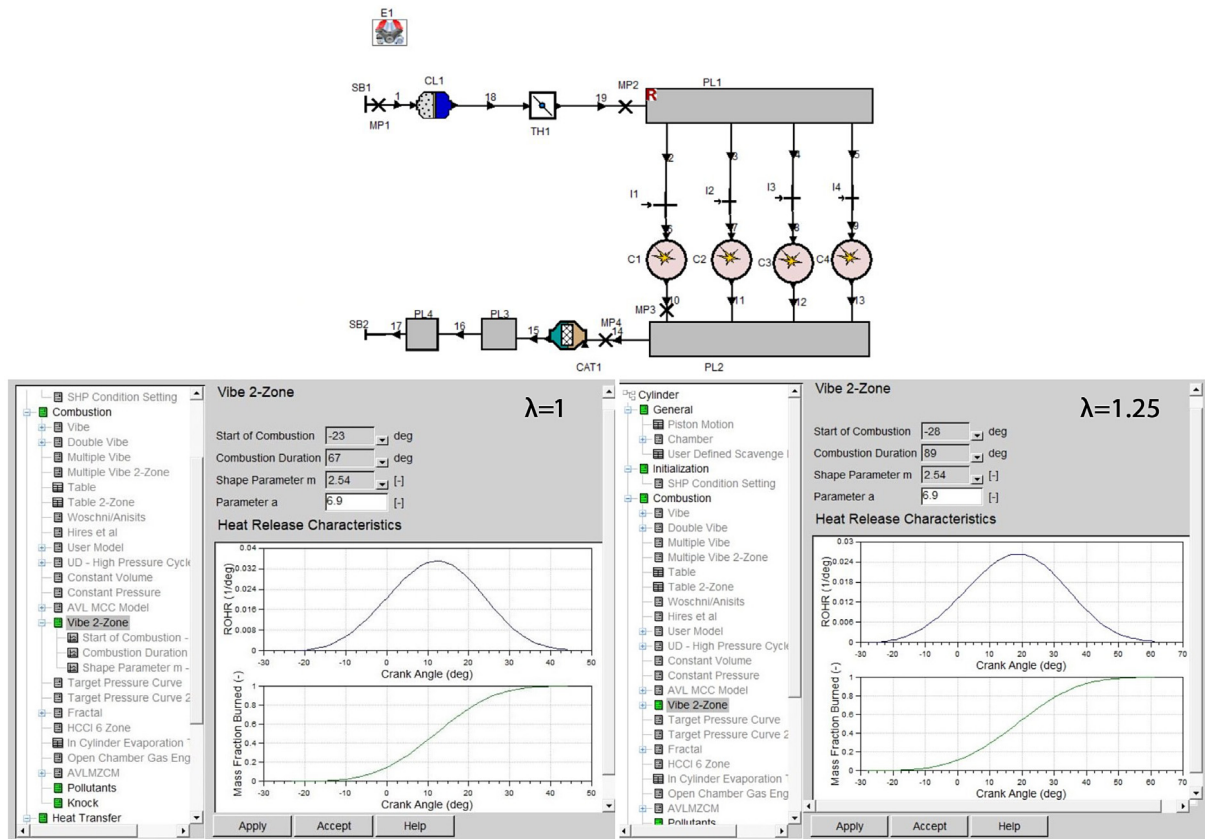 E1
SB1
1
CL1
18
19
MP2
PL1
MP1
TH1
R
2
3
4
5
I1
I2
I3
I4
6
7
8
9
C1
C2
C3
C4
10
11
12
13
MP3
SB2
17
PL4
16
PL3
15
MP4
14
CAT1
PL2
SHP Condition Setting
Combustion
Vibe
Double Vibe
Multiple Vibe
Multiple Vibe 2-Zone
Table
Table 2-Zone
Woschni/Anisits
Hires et al
User Model
UD - High Pressure Cycle
Constant Volume
Constant Pressure
AVL MCC Model
Vibe 2-Zone
Start of Combustion -
Combustion Duration
Shape Parameter m -
Target Pressure Curve
Target Pressure Curve 2
Fractal
HCCI 6 Zone
In Cylinder Evaporation
Open Chamber Gas Eng
AVLMZCM
Pollutants
Knock
Heat Transfer
Vibe 2-Zone
λ=1
Start of Combustion -23 deg
Combustion Duration 67 deg
Shape Parameter m 2.54 [-]
Parameter a 6.9 [-]
Heat Release Characteristics
ROHR (1/deg)
0.04
0.032
0.024
0.016
0.008
0
-30 -20 -10 0 10 20 30 40 50
Crank Angle (deg)
Mass Fraction Burned (-)
1
0.8
0.6
0.4
0.2
0
-30 -20 -10 0 10 20 30 40 50
Crank Angle (deg)
Apply Accept Help
Cylinder
General
Piston Motion
Chamber
User Defined Scavenge
Initialization
SHP Condition Setting
Combustion
Vibe
Double Vibe
Multiple Vibe
Multiple Vibe 2-Zone
Table
Table 2-Zone
Woschni/Anisits
Hires et al
User Model
UD - High Pressure Cycle
Constant Volume
Constant Pressure
AVL MCC Model
Vibe 2-Zone
Target Pressure Curve
Target Pressure Curve 2
Fractal
HCCI 6 Zone
In Cylinder Evaporation
Open Chamber Gas Eng
AVLMZCM
Pollutants
Vibe 2-Zone
λ=1.25
Start of Combustion -28 deg
Combustion Duration 89 deg
Shape Parameter m 2.54 [-]
Parameter a 6.9 [-]
Heat Release Characteristics
ROHR (1/deg)
0.03
0.024
0.018
0.012
0.006
0
-30 -20 -10 0 10 20 30 40 50 60 70
Crank Angle (deg)
Mass Fraction Burned (-)
1
0.8
0.6
0.4
0.2
0
-30 -20 -10 0 10 20 30 40 50 60 70
Crank Angle (deg)
Apply Accept Help